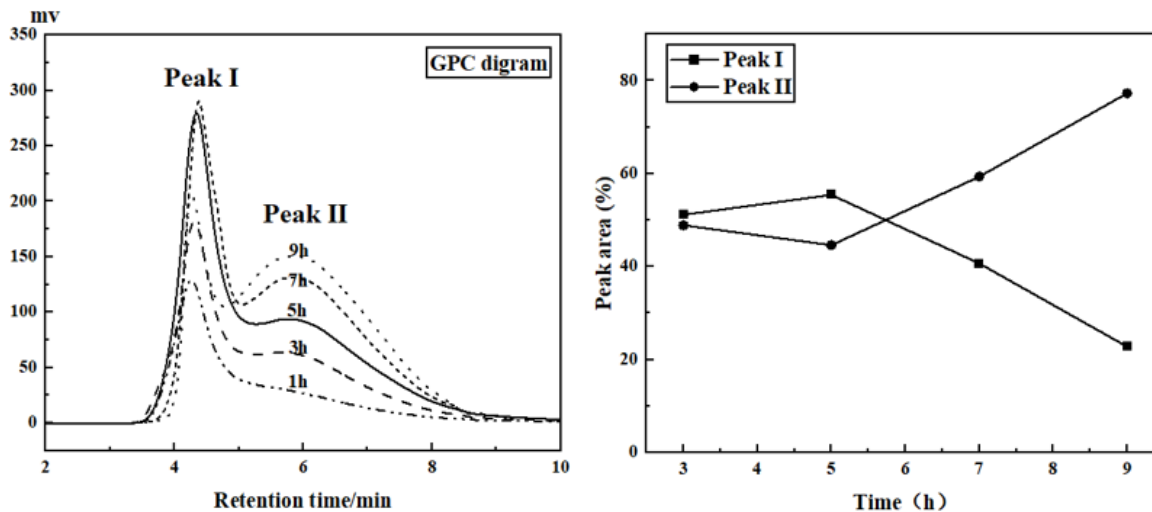 mv
350
300
250
200
150
100
50
0
GPC digram
Peak I
Peak II
9h
7h
5h
3h
1h
2 4 6 8 10
Retention time/min
Peak I
Peak II
80
60
40
20
0
Peak area (%)
3 4 5 6 7 8 9
Time（h）